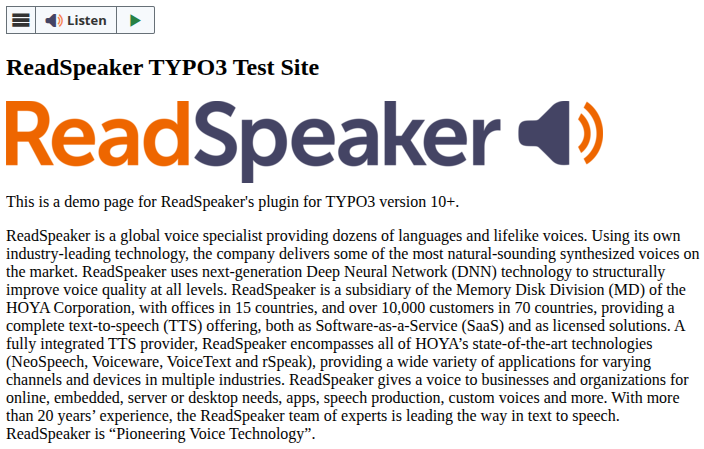 Listen
ReadSpeaker TYPO3 Test Site
ReadSpeaker
This is a demo page for ReadSpeaker's plugin for TYPO3 version 10+.
ReadSpeaker is a global voice specialist providing dozens of languages and lifelike voices. Using its own
industry-leading technology, the company delivers some of the most natural-sounding synthesized voices on
the market. ReadSpeaker uses next-generation Deep Neural Network (DNN) technology to structurally
improve voice quality at all levels. ReadSpeaker is a subsidiary of the Memory Disk Division (MD) of the
HOYA Corporation, with offices in 15 countries, and over 10,000 customers in 70 countries, providing a
complete text-to-speech (TTS) offering, both as Software-as-a-Service (SaaS) and as licensed solutions. A
fully integrated TTS provider, ReadSpeaker encompasses all of HOYA’s state-of-the-art technologies
(NeoSpeech, Voiceware, VoiceText and rSpeak), providing a wide variety of applications for varying
channels and devices in multiple industries. ReadSpeaker gives a voice to businesses and organizations for
online, embedded, server or desktop needs, apps, speech production, custom voices and more. With more
than 20 years’ experience, the ReadSpeaker team of experts is leading the way in text to speech.
ReadSpeaker is “Pioneering Voice Technology”.